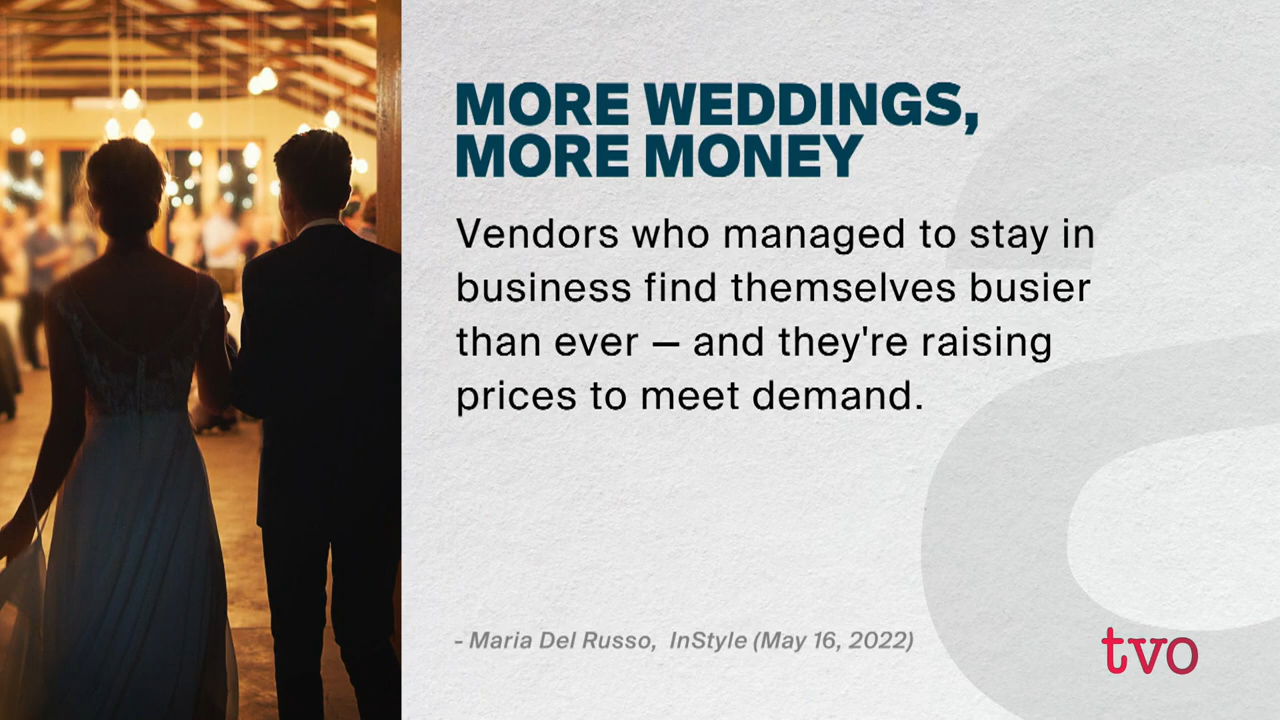 MORE WEDDINGS,
MORE MONEY
Vendors who managed to stay in
business find themselves busier
than ever — and they're raising
prices to meet demand.
- Maria Del Russo,  InStyle (May 16, 2022)
tvo